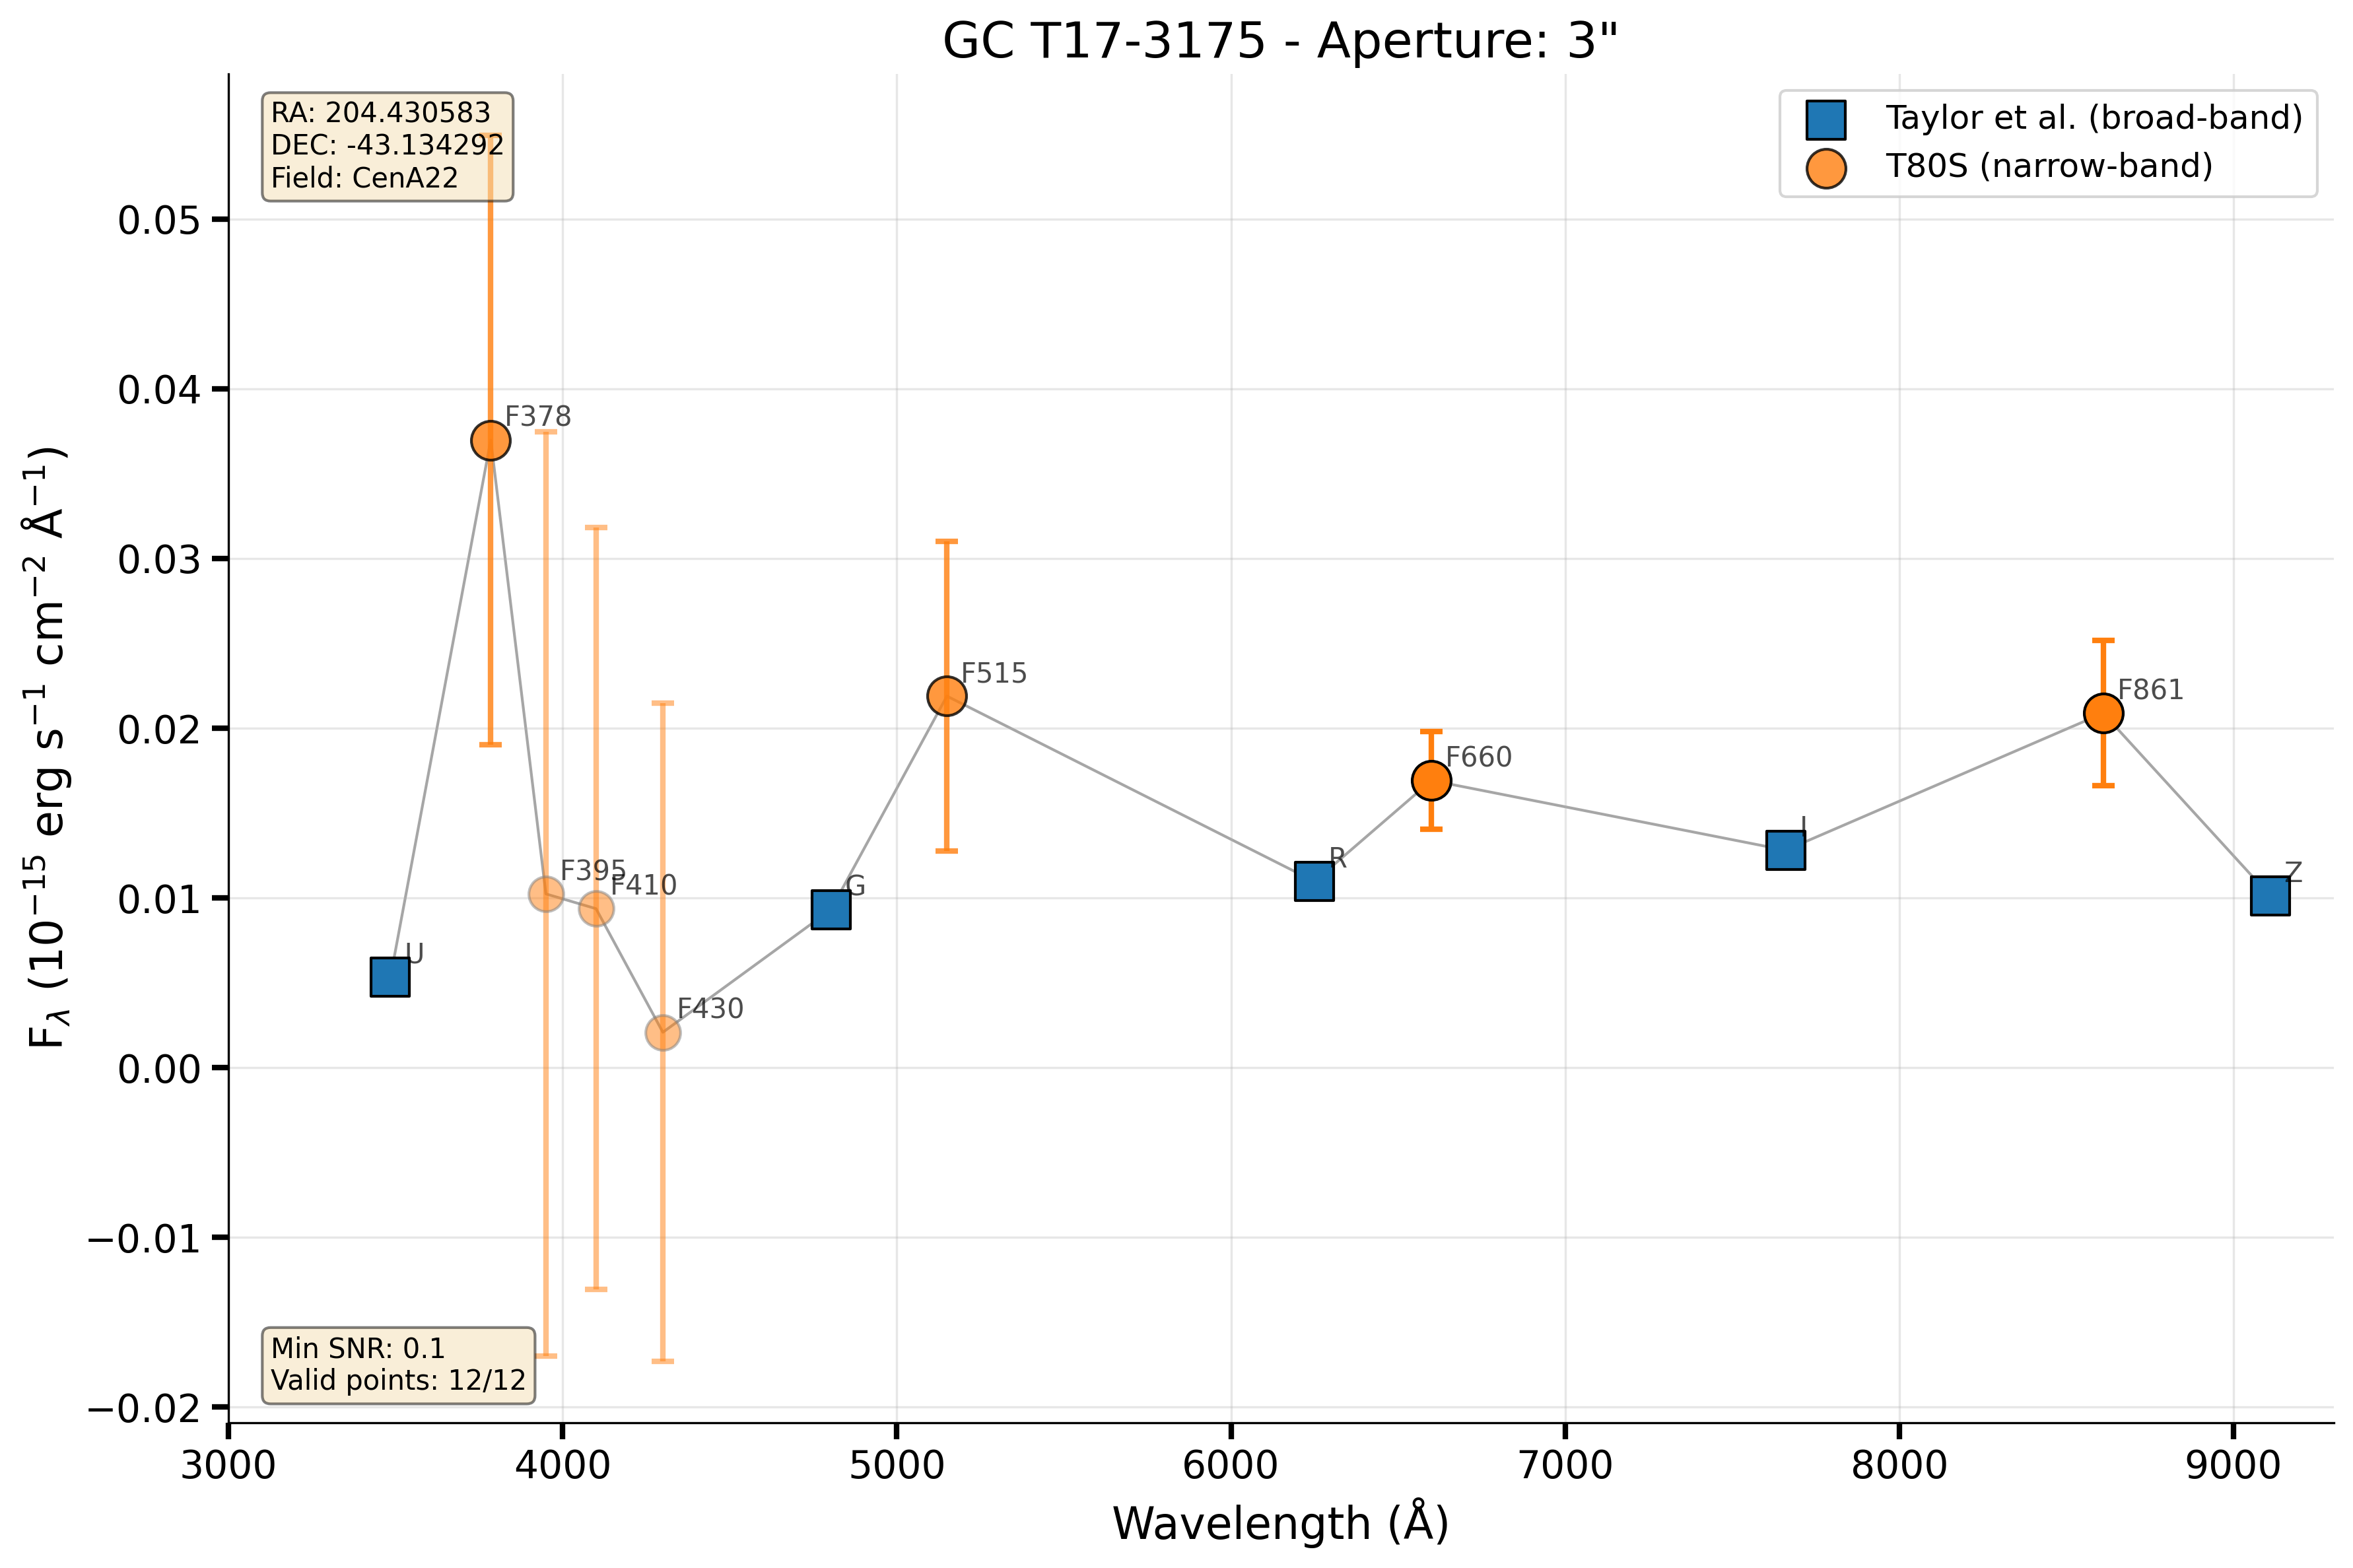 GC T17-3175 - Aperture: 3"
RA: 204.430583
DEC: -43.134292
Field: CenA22
Taylor et al. (broad-band)
T80S (narrow-band)
F_λ (10⁻¹⁵ erg s⁻¹ cm⁻² Å⁻¹)
0.05
0.04
0.03
0.02
0.01
0.00
−0.01
−0.02
U
F378
F395
F410
F430
G
F515
R
F660
I
F861
Z
Min SNR: 0.1
Valid points: 12/12
3000
4000
5000
6000
7000
8000
9000
Wavelength (Å)